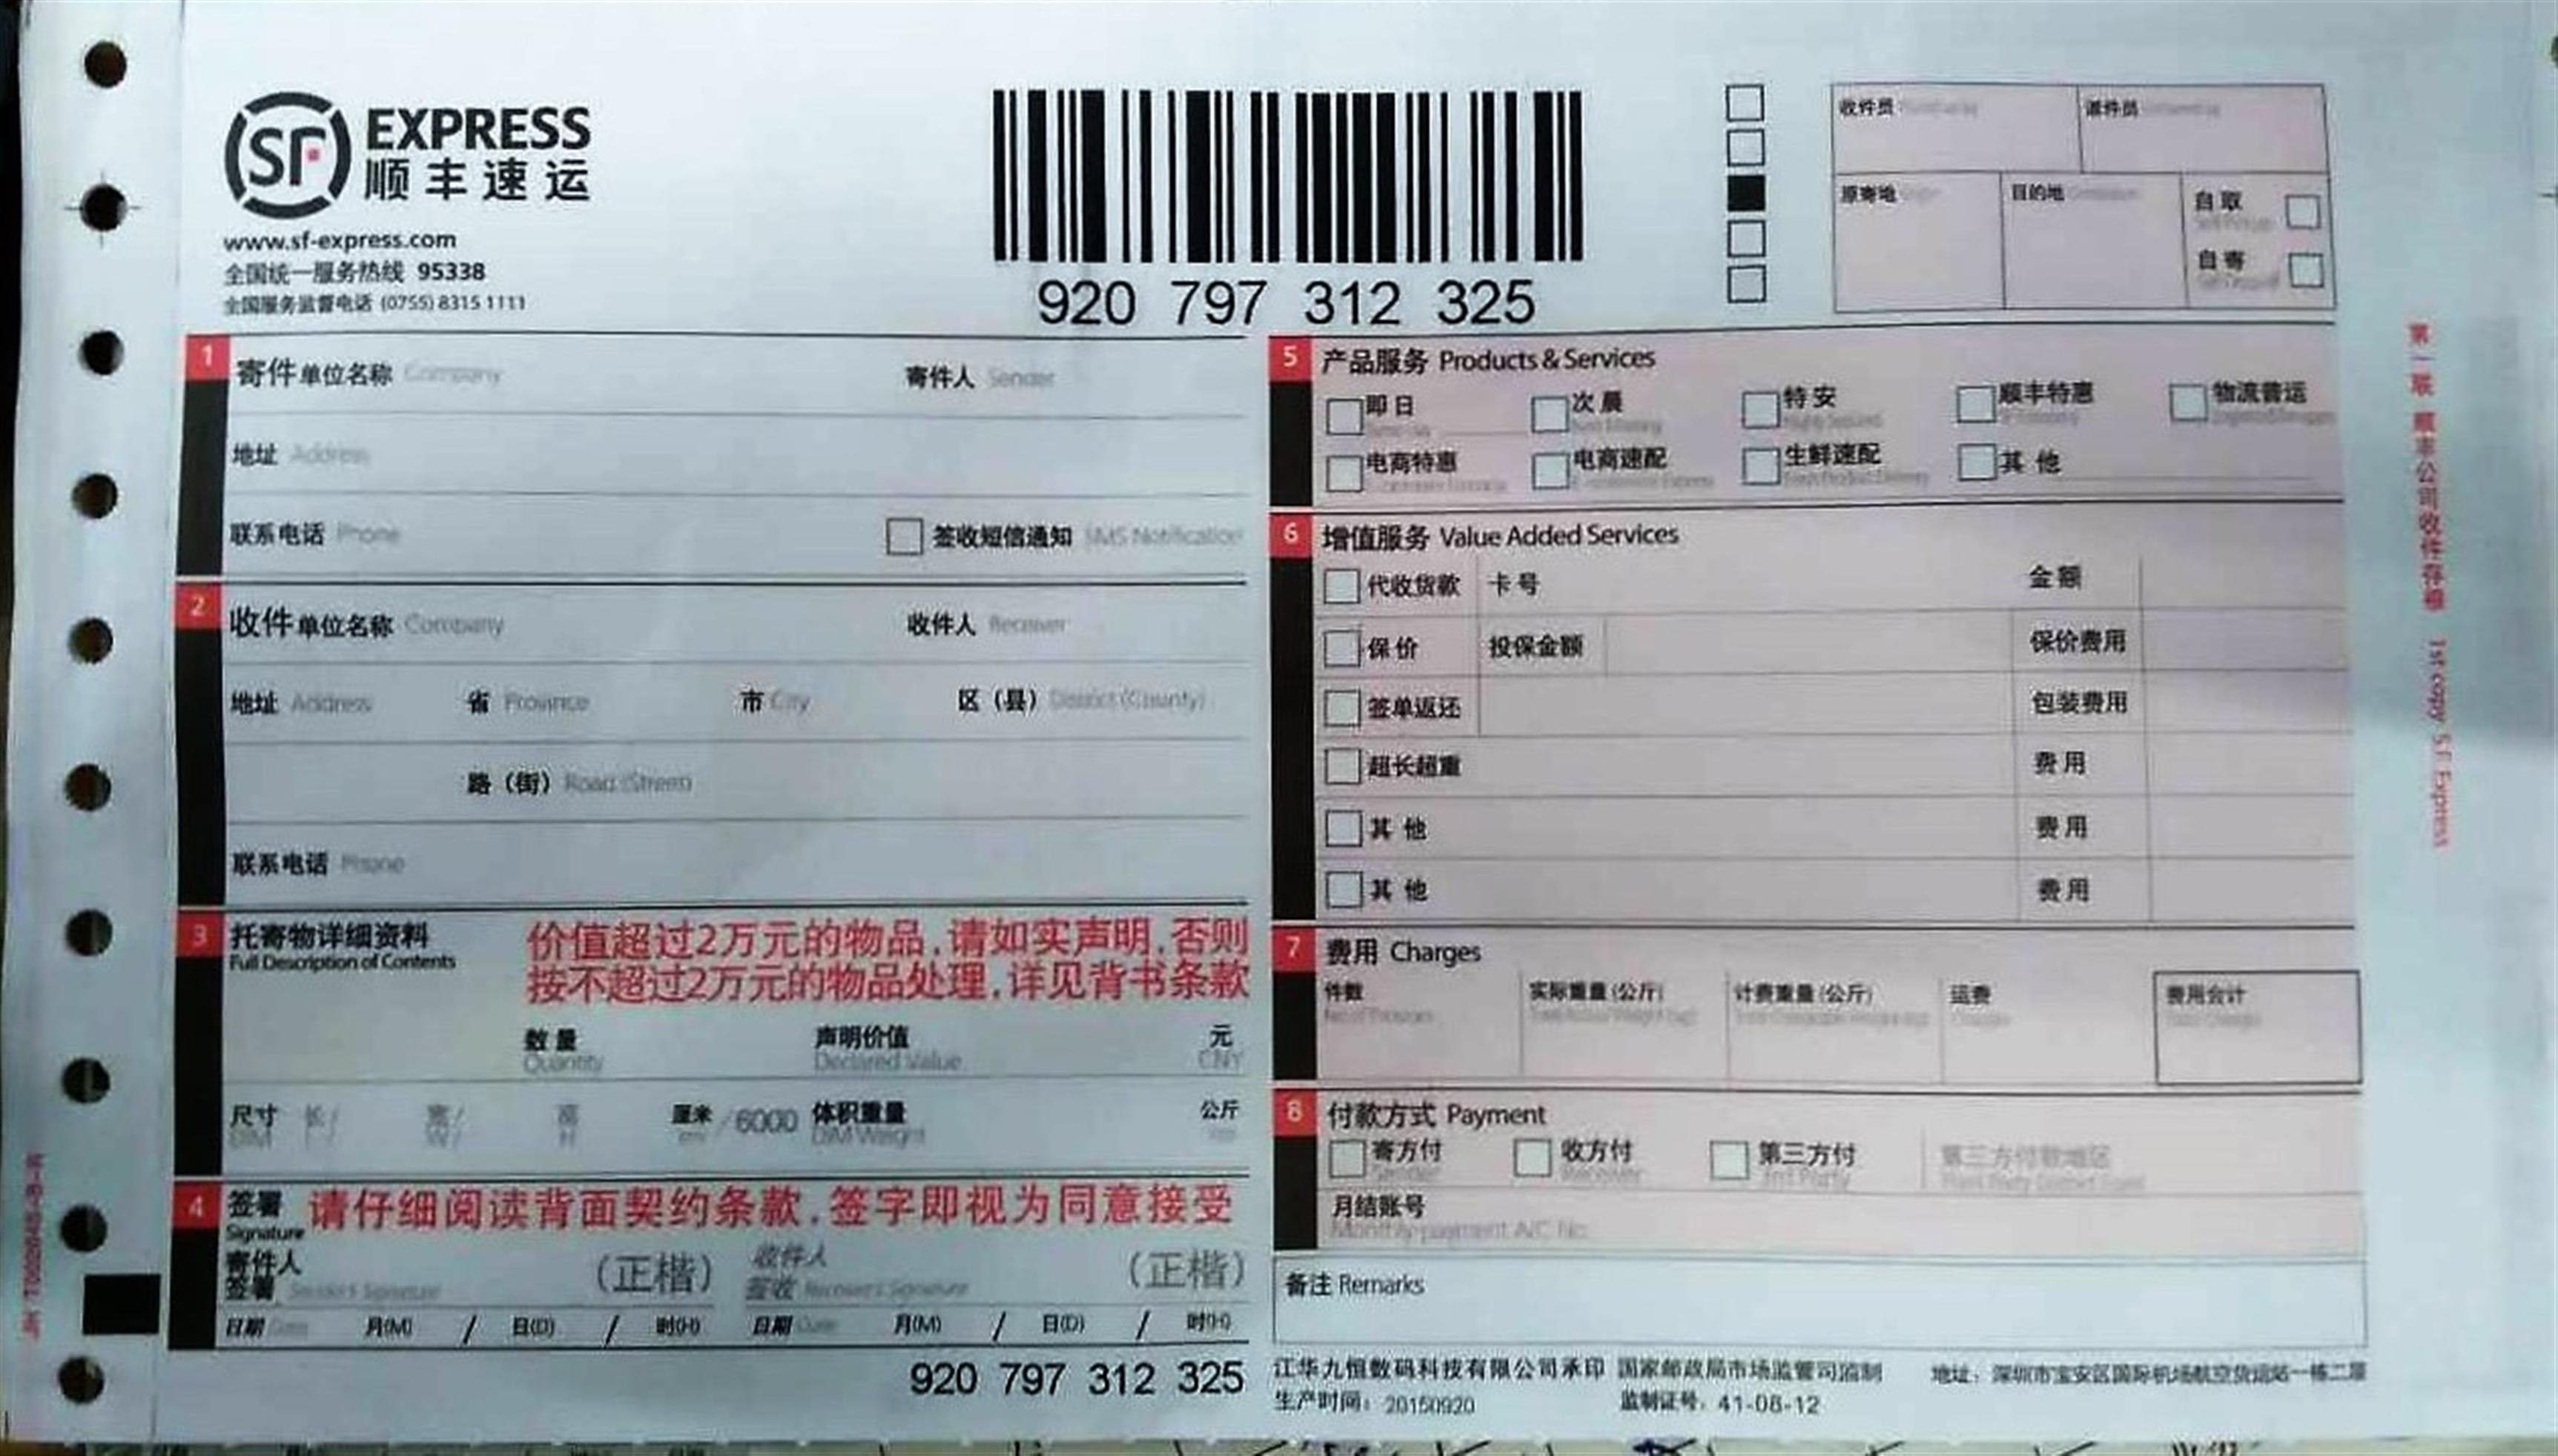 SF EXPRESS
顺丰速运
www.sf-express.com
全国统一服务热线 95338
全国服务监督电话 (0755) 8315 1111
920 797 312 325
收件员 派件员
原寄地 目的地 自取
自寄
1 寄件单位名称 Company 寄件人 Sender
地址 Address
联系电话 Phone 签收短信通知 SMS Notification
2 收件单位名称 Company 收件人 Receiver
地址 Address 省 Province 市 City 区（县） District (County)
路（街） Road (Street)
联系电话 Phone
3 托寄物详细资料
Full Description of Contents
价值超过2万元的物品,请如实声明,否则
按不超过2万元的物品处理,详见背书条款
数量 声明价值 元
Quantity Declared Value CNY
尺寸 长/ 宽/ 高 厘米 /6000 体积重量 公斤
DIM L/ W/ H cm DIM Weight
4 签署 请仔细阅读背面契约条款,签字即视为同意接受
Signature
寄件人 (正楷) 收件人 (正楷)
签署 Sender's Signature 签收 Receiver's Signature
日期 Date 月(M) / 日(D) / 时(H) 日期 Date 月(M) / 日(D) / 时(H)
920 797 312 325
5 产品服务 Products & Services
即日 次晨 特安 顺丰特惠 物流普运
电商特惠 电商速配 生鲜速配 其他
6 增值服务 Value Added Services
代收货款 卡号 金额
保价 投保金额 保价费用
签单返还 包装费用
超长超重 费用
其他 费用
其他 费用
7 费用 Charges
件数 实际重量(公斤) 计费重量(公斤) 运费 费用合计
8 付款方式 Payment
寄方付 收方付 第三方付 第三方付款地区
Sender Receiver 3rd Party
月结账号
Monthly-payment A/C No.
备注 Remarks
江华九恒数码科技有限公司承印 国家邮政局市场监管司监制 地址：深圳市宝安区国际机场航空货运站一栋二层
生产时间：20150920 监制证号：41-08-12
第一联 顺丰公司收件存根 1st copy S.F Express